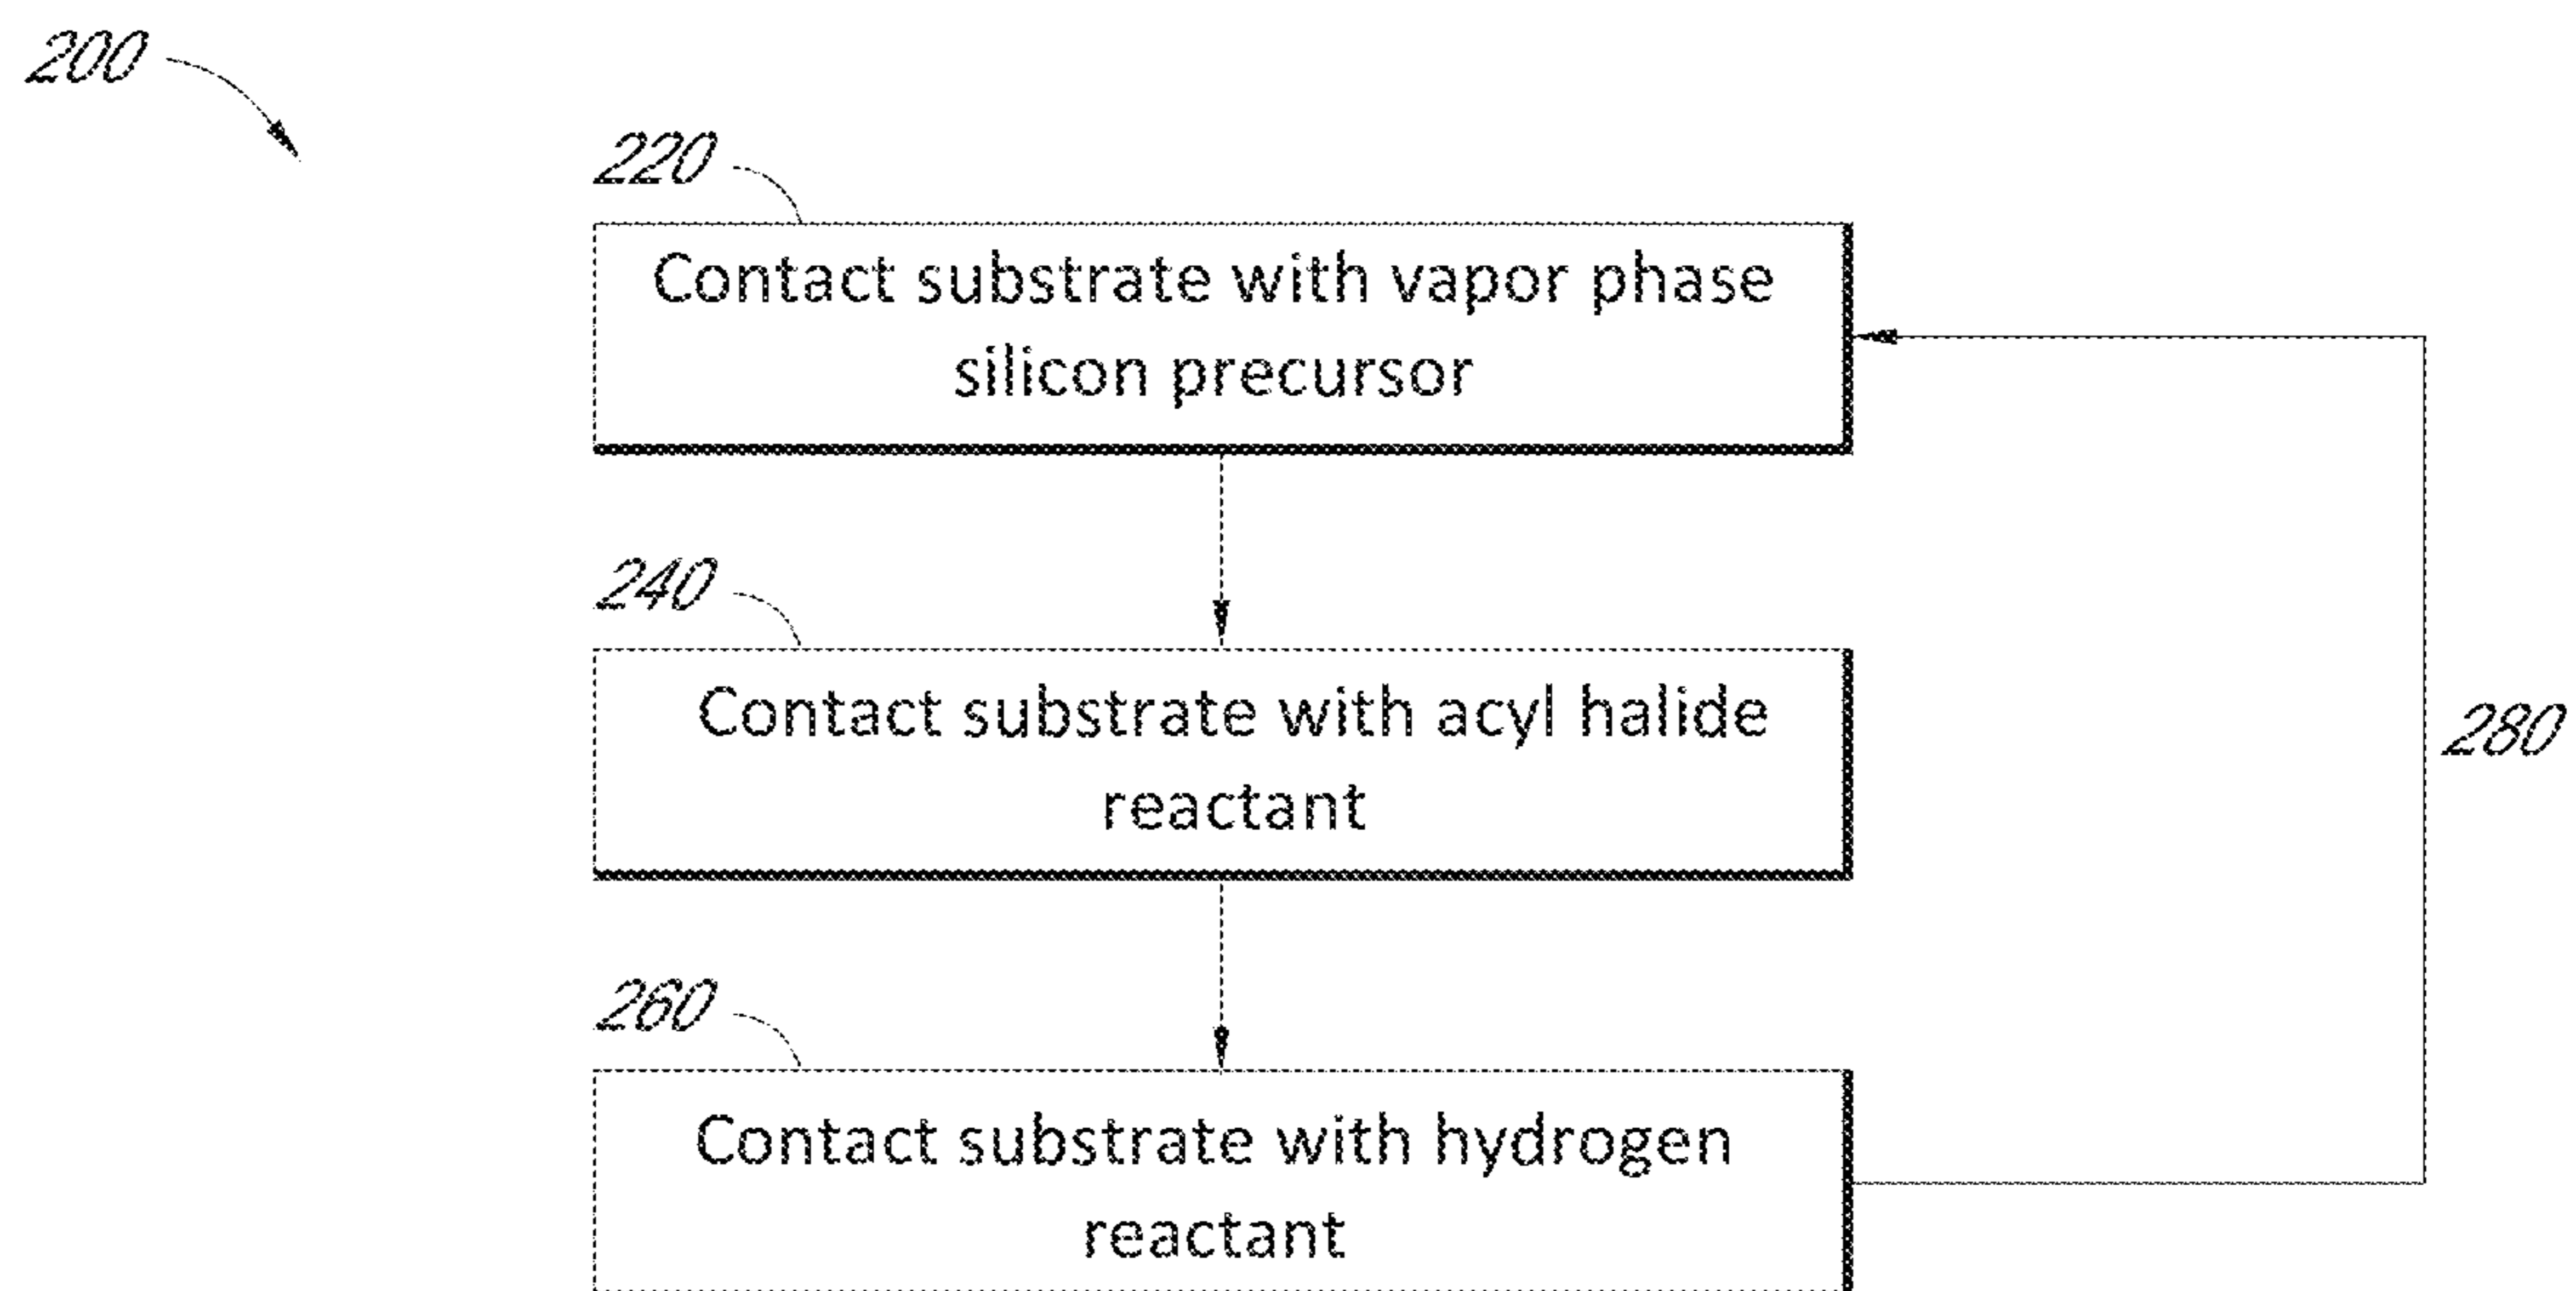 200
220
Contact substrate with vapor phase
silicon precursor
240
Contact substrate with acyl halide
reactant
280
260
Contact substrate with hydrogen
reactant